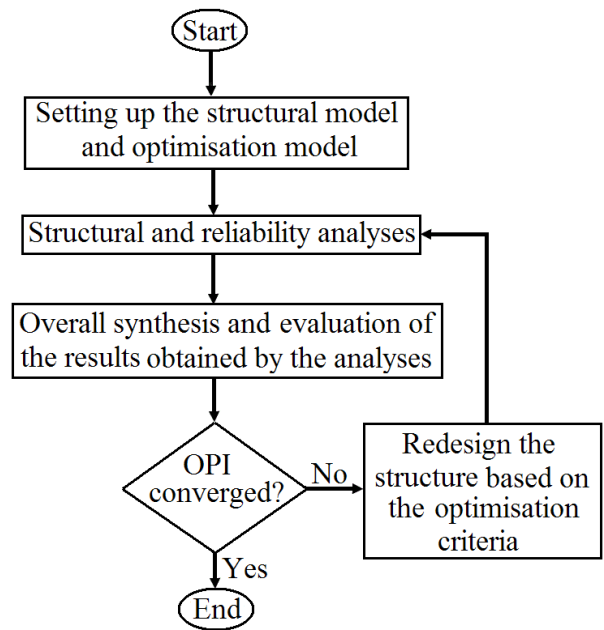 Start
Setting up the structural model
and optimisation model
Structural and reliability analyses
Overall synthesis and evaluation of
the results obtained by the analyses
OPI
converged?
No
Redesign the
structure based on
the optimisation
criteria
Yes
End